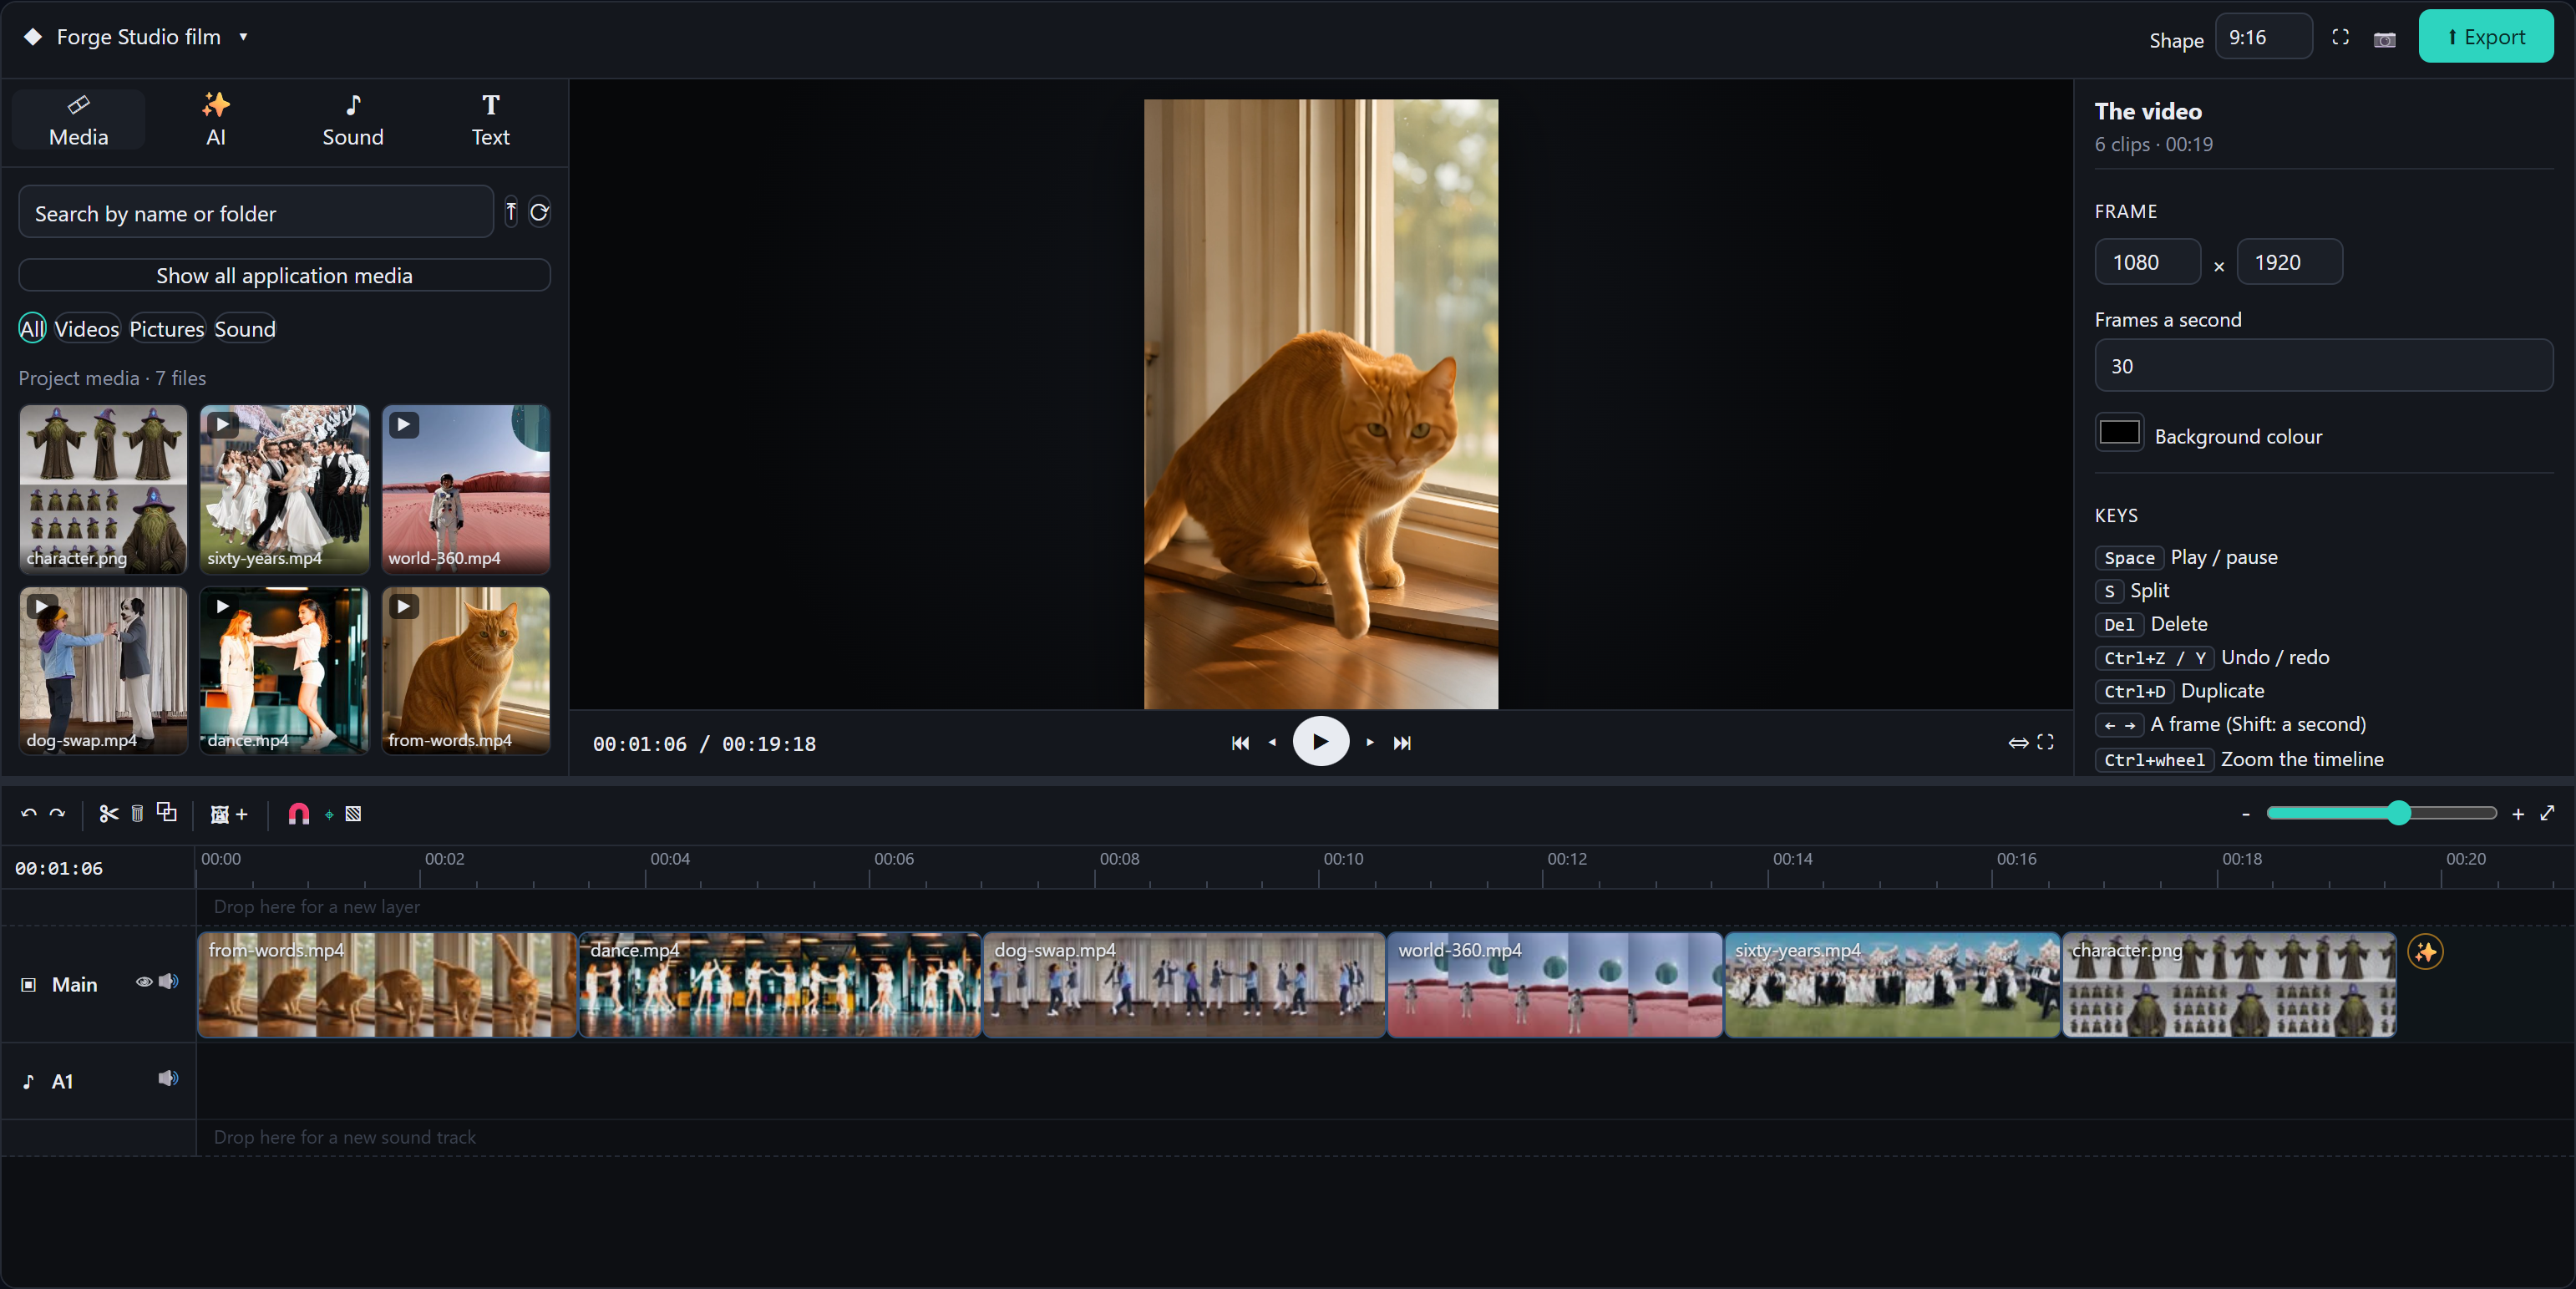 Forge Studio film
Shape 9:16
Export
Media
AI
Sound
Text
Search by name or folder
Show all application media
All Videos Pictures Sound
Project media · 7 files
character.png
sixty-years.mp4
world-360.mp4
dog-swap.mp4
dance.mp4
from-words.mp4
00:01:06 / 00:19:18
The video
6 clips · 00:19
FRAME
1080 × 1920
Frames a second
30
Background colour
KEYS
Space Play / pause
S Split
Del Delete
Ctrl+Z / Y Undo / redo
Ctrl+D Duplicate
← → A frame (Shift: a second)
Ctrl+wheel Zoom the timeline
00:01:06
00:00 00:02 00:04 00:06 00:08 00:10 00:12 00:14 00:16 00:18 00:20
Drop here for a new layer
Main
from-words.mp4
dance.mp4
dog-swap.mp4
world-360.mp4
sixty-years.mp4
character.png
A1
Drop here for a new sound track